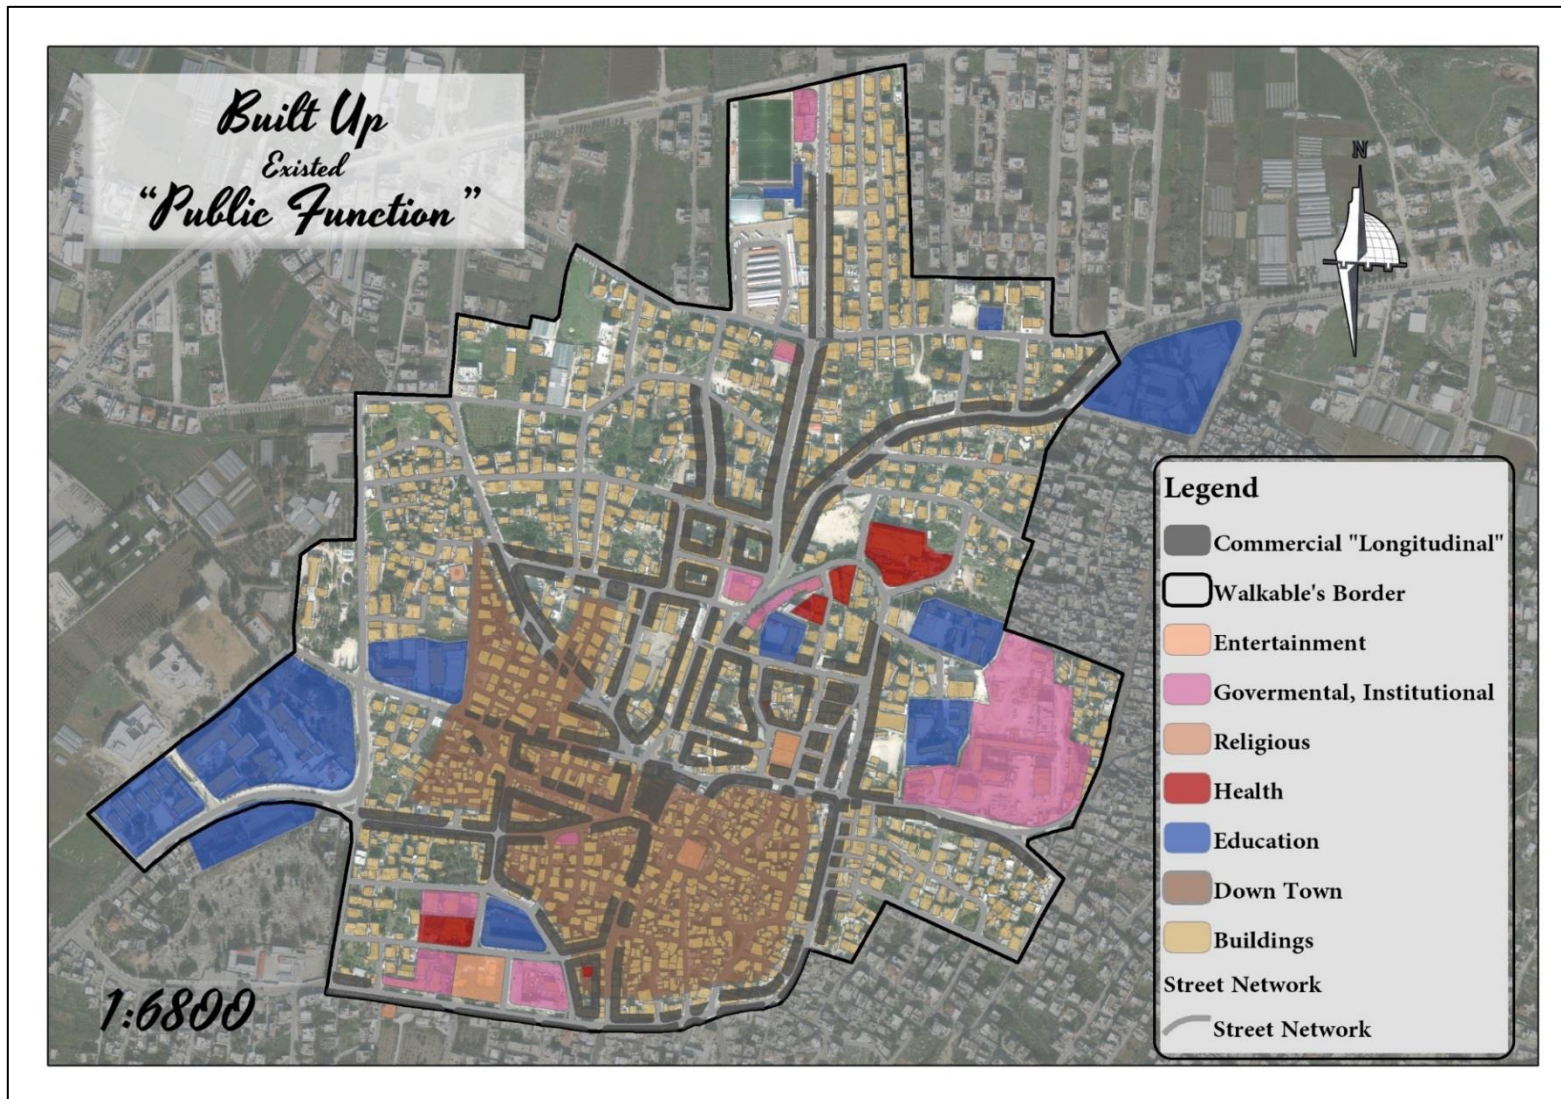 Built Up
Existed
"Public Function"
N
Legend
Commercial "Longitudinal"
Walkable's Border
Entertainment
Govermental, Institutional
Religious
Health
Education
Down Town
Buildings
Street Network
Street Network
1:6800